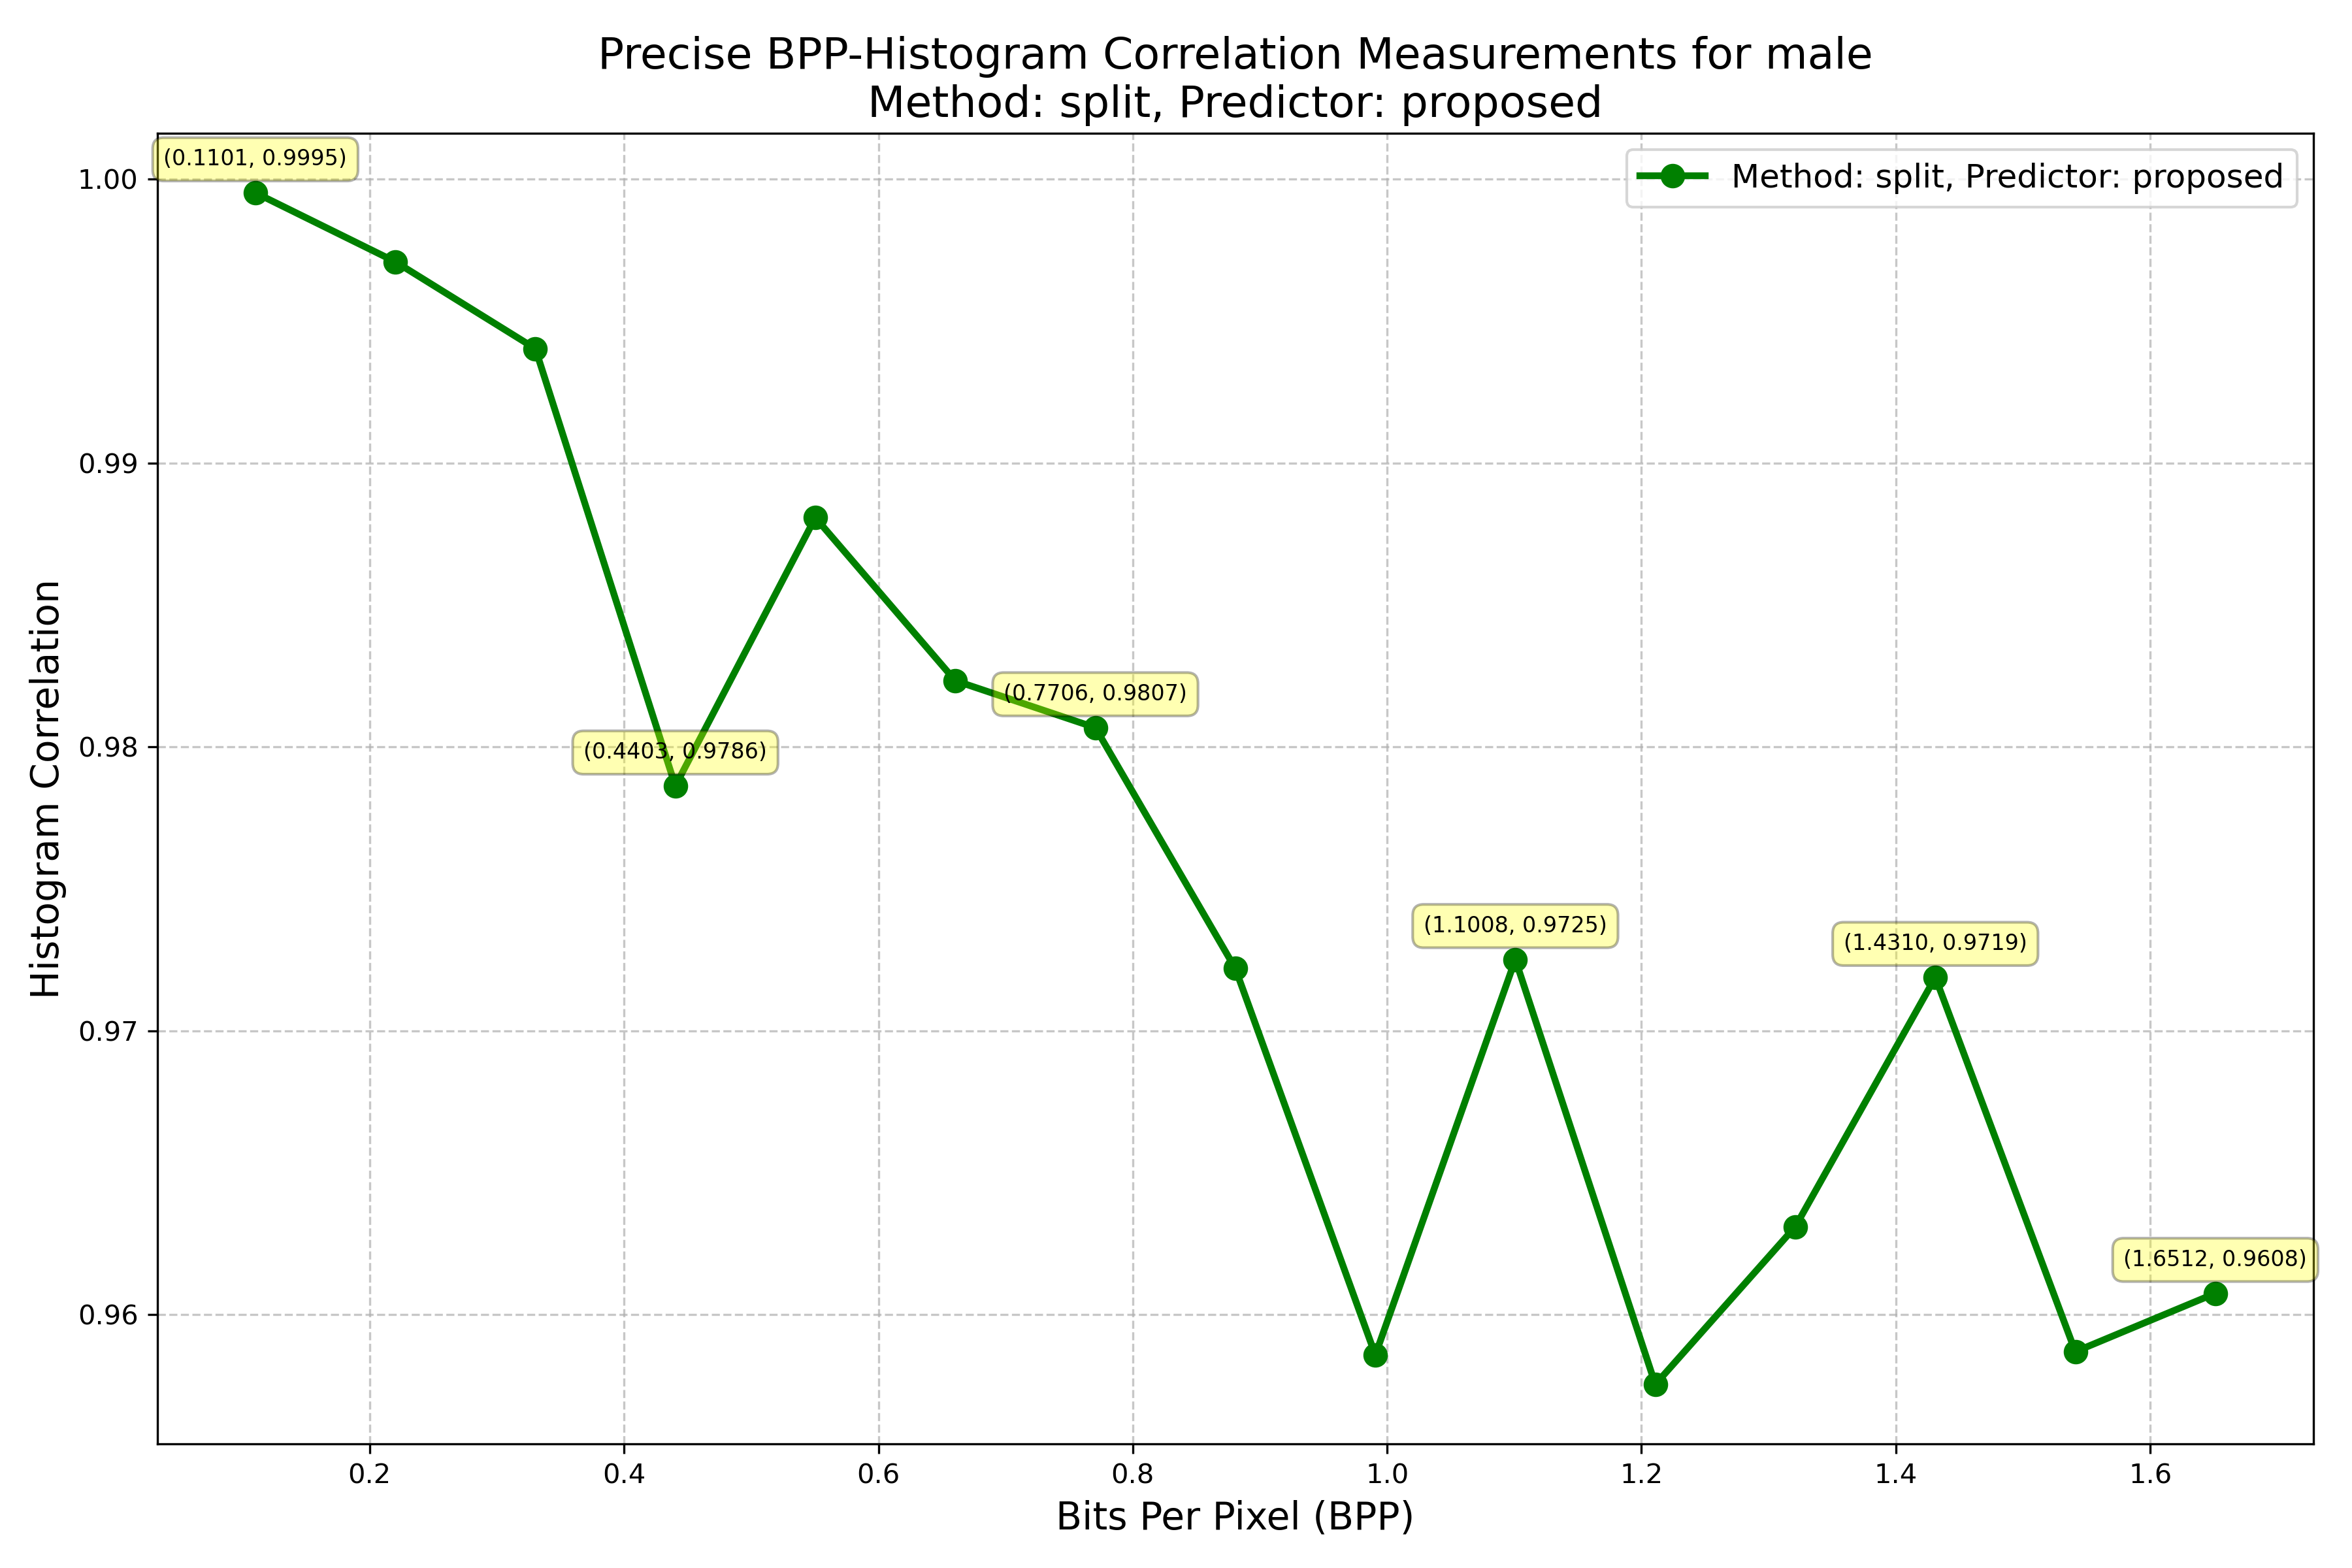 Precise BPP-Histogram Correlation Measurements for male
Method: split, Predictor: proposed
Method: split, Predictor: proposed
Histogram Correlation
1.00
0.99
0.98
0.97
0.96
(0.1101, 0.9995)
(0.4403, 0.9786)
(0.7706, 0.9807)
(1.1008, 0.9725)
(1.4310, 0.9719)
(1.6512, 0.9608)
0.2 0.4 0.6 0.8 1.0 1.2 1.4 1.6
Bits Per Pixel (BPP)